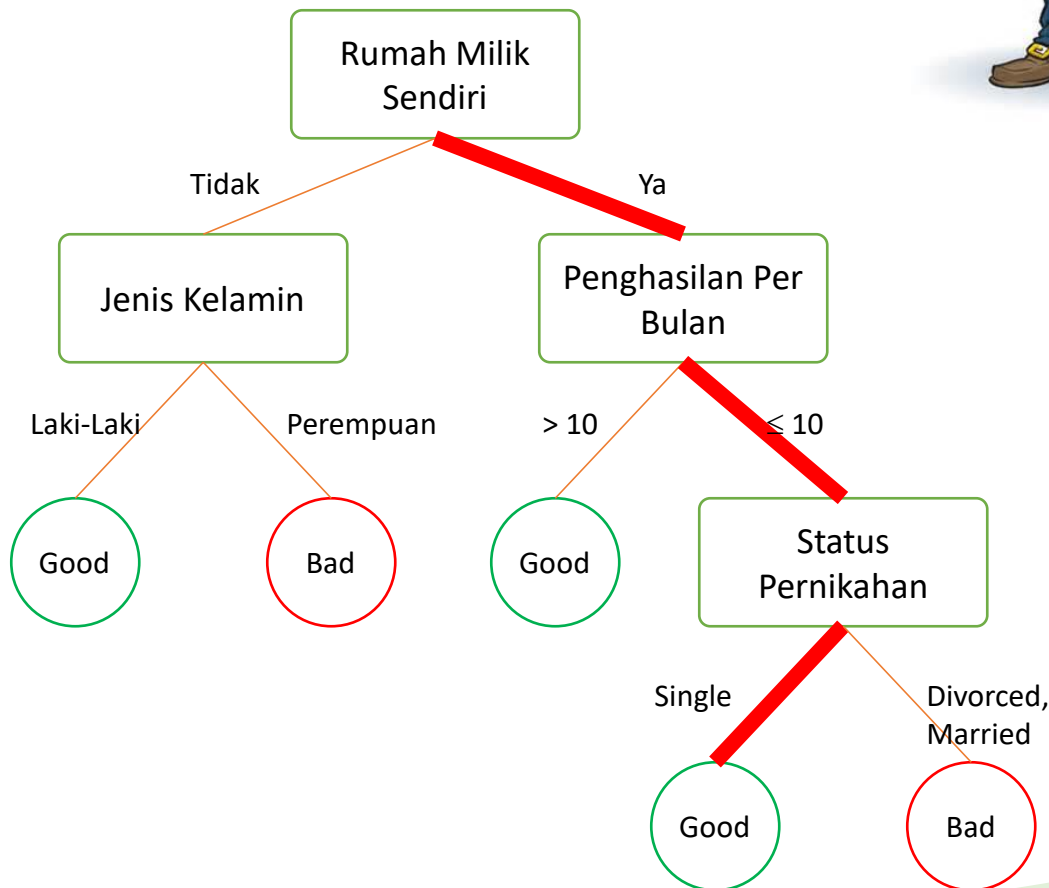 Rumah Milik
Sendiri
Tidak
Ya
Jenis Kelamin
Penghasilan Per
Bulan
Laki-Laki
Perempuan
> 10
≤ 10
Good
Bad
Good
Status
Pernikahan
Single
Divorced,
Married
Good
Bad